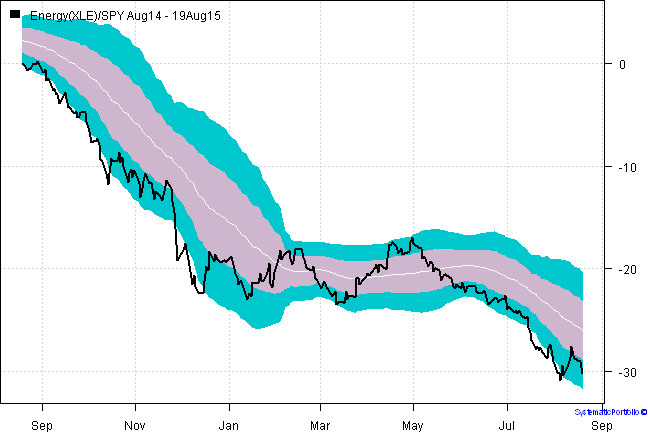 Energy(XLE)/SPY Aug14 - 19Aug15
0
-10
-20
-30
SystematicPortfolio ©
Sep Nov Jan Mar May Jul Sep